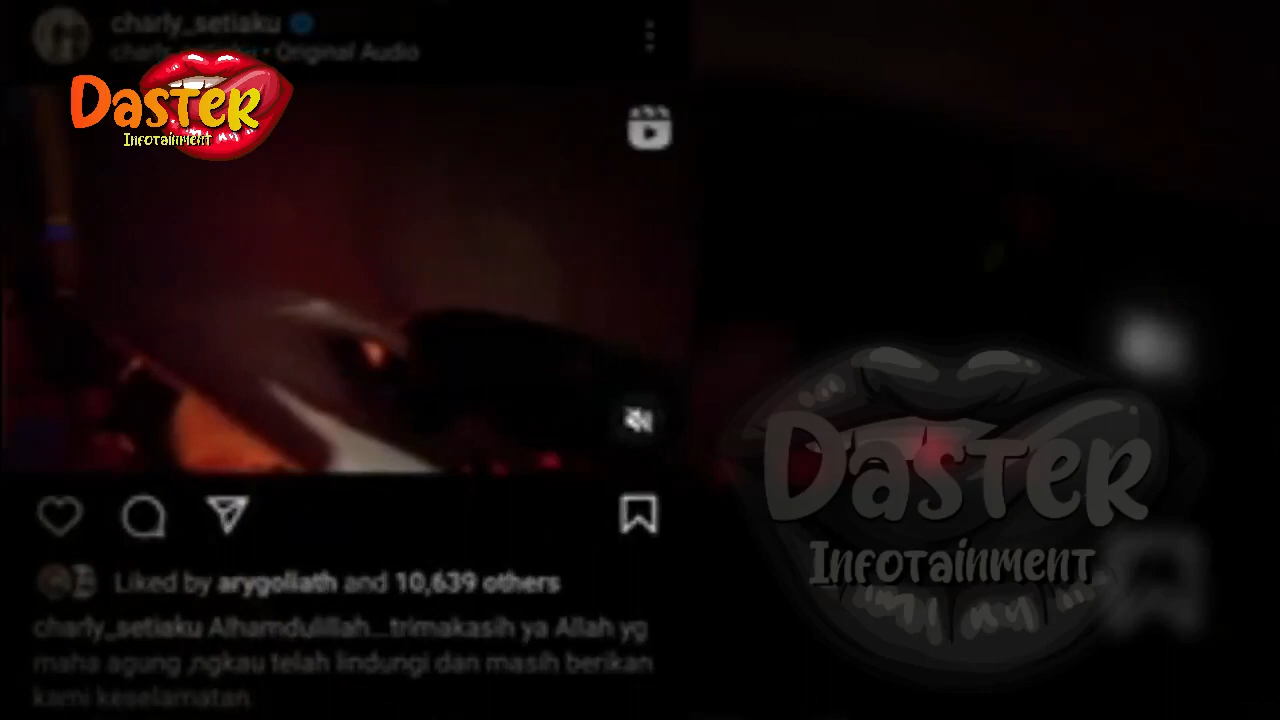 charly_setiaku
charly_setiaku • Original Audio
DasTER
Infotainment
Liked by arygoliath and 10,639 others
charly_setiaku Alhamdulillah...trimakasih ya Allah yg
maha agung ,ngkau telah lindungi dan masih berikan
kami keselamatan
DasTER
Infotainment